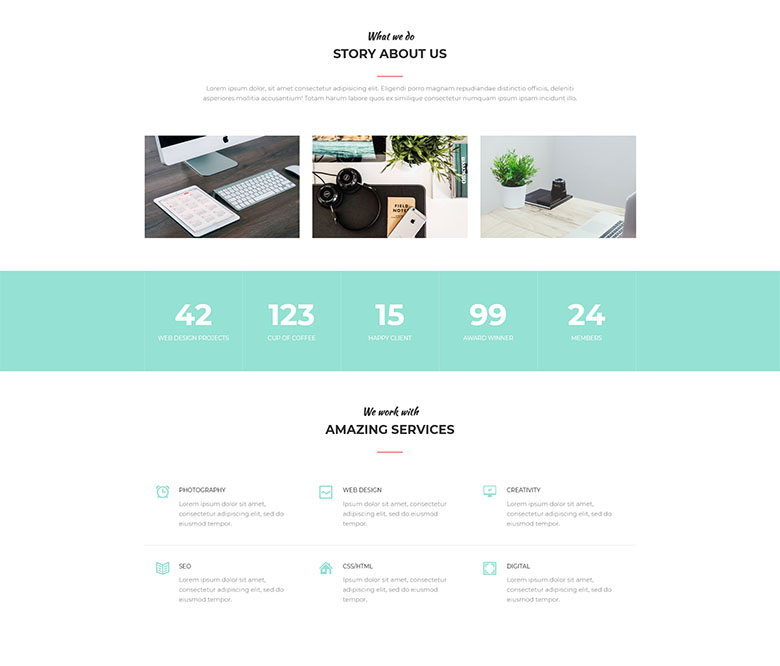 What we do
STORY ABOUT US
Lorem ipsum dolor, sit amet consectetur adipisicing elit. Eligendi porro magnam repudiandae distinctio officiis, deleniti
asperiores mollitia accusantium! Totam harum labore quos ex similique consectetur numquam ipsum ipsam incidunt illo.
FIELD
NOTES
42
WEB DESIGN PROJECTS
123
CUP OF COFFEE
15
HAPPY CLIENT
99
AWARD WINNER
24
MEMBERS
We work with
AMAZING SERVICES
PHOTOGRAPHY
Lorem ipsum dolor sit amet,
consectetur adipiscing elit, sed do
eiusmod tempor.
WEB DESIGN
Ipsum dolor sit amet, consectetur
adipiscing elit, sed do eiusmod
tempor.
CREATIVITY
Lorem ipsum dolor sit amet,
consectetur adipiscing elit, sed do
eiusmod tempor.
SEO
Lorem ipsum dolor sit amet,
consectetur adipiscing elit, sed do
eiusmod tempor.
CSS/HTML
Ipsum dolor sit amet, consectetur
adipiscing elit, sed do eiusmod
tempor.
DIGITAL
Lorem ipsum dolor sit amet,
consectetur adipiscing elit, sed do
eiusmod tempor.